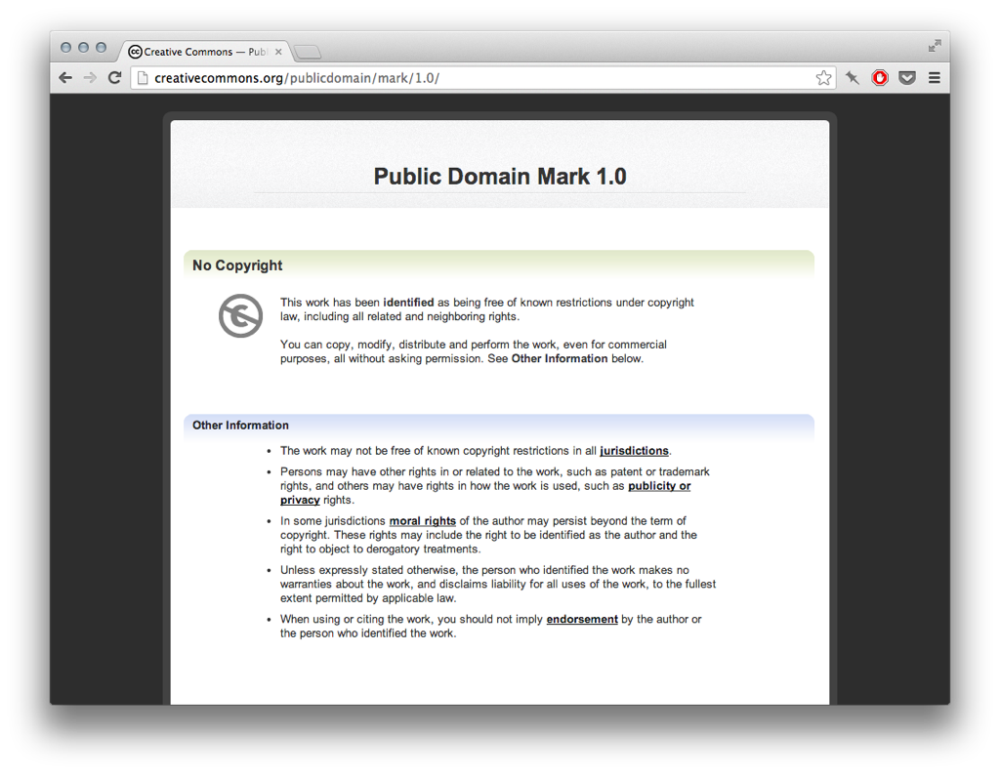 Creative Commons — Pub
creativecommons.org/publicdomain/mark/1.0/
Public Domain Mark 1.0
No Copyright
This work has been identified as being free of known restrictions under copyright
law, including all related and neighboring rights.
You can copy, modify, distribute and perform the work, even for commercial
purposes, all without asking permission. See Other Information below.
Other Information
• The work may not be free of known copyright restrictions in all jurisdictions.
• Persons may have other rights in or related to the work, such as patent or trademark
rights, and others may have rights in how the work is used, such as publicity or
privacy rights.
• In some jurisdictions moral rights of the author may persist beyond the term of
copyright. These rights may include the right to be identified as the author and the
right to object to derogatory treatments.
• Unless expressly stated otherwise, the person who identified the work makes no
warranties about the work, and disclaims liability for all uses of the work, to the fullest
extent permitted by applicable law.
• When using or citing the work, you should not imply endorsement by the author or
the person who identified the work.